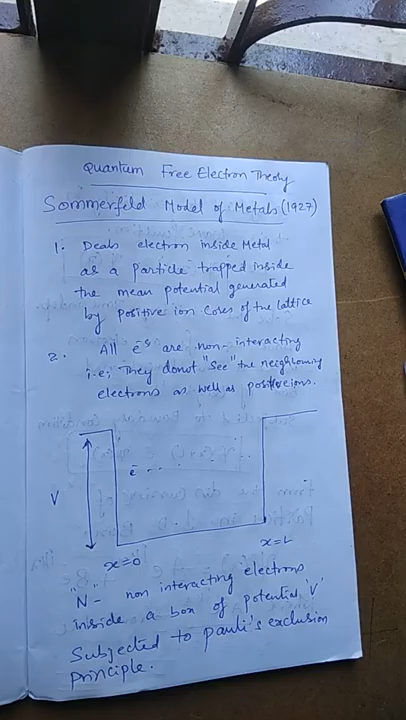 Quantum Free Electron Theory
Sommerfeld Model of Metals (1927)
1. Deals electron inside Metal
as a particle trapped inside
the mean potential generated
by positive ion cores of the lattice
2. All ēs are non-interacting
i.e; They donot "See" the neighbouring
electrons as well as positive ions.
V
ē - - .
x=0
x=L
"N - non interacting electrons
inside a box of potential 'V'
Subjected to pauli's exclusion
principle.